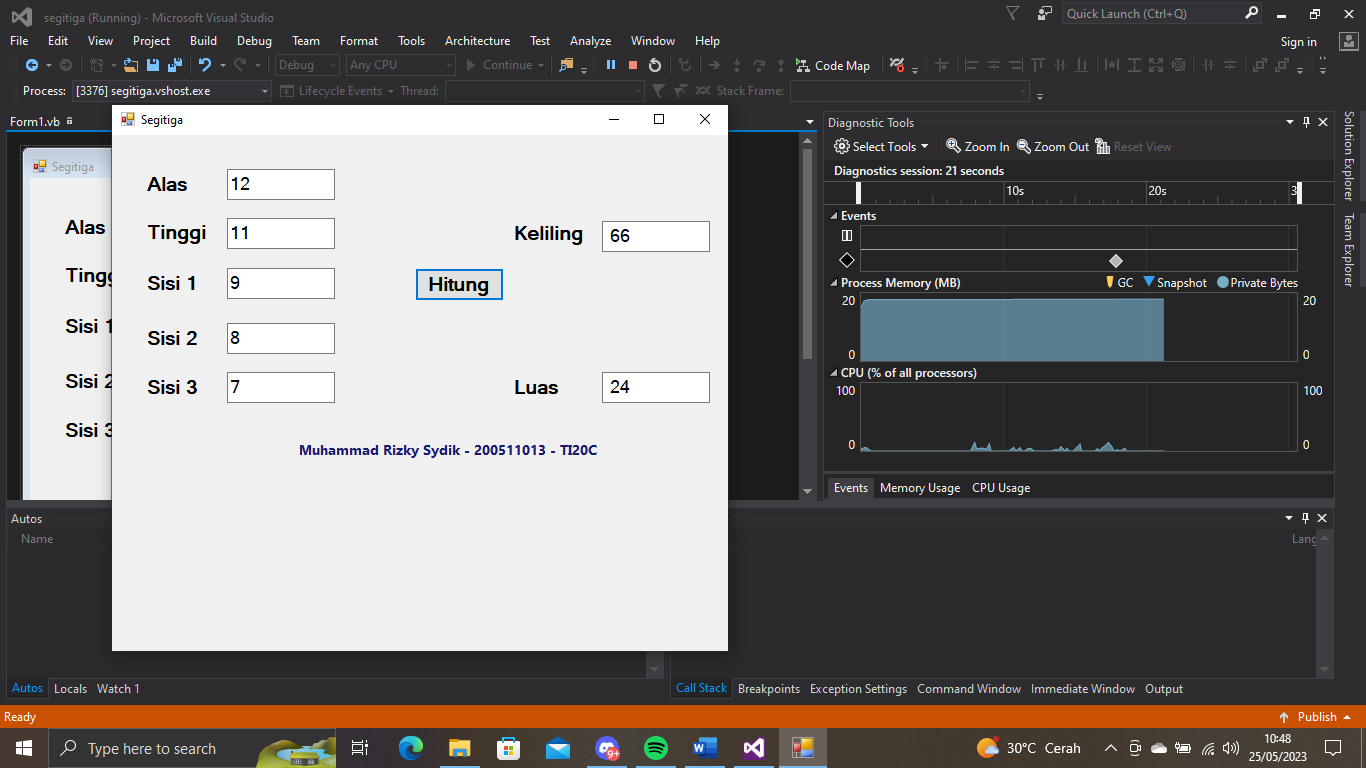 segitiga (Running) - Microsoft Visual Studio
Quick Launch (Ctrl+Q)
File Edit View Project Build Debug Team Format Tools Architecture Test Analyze Window Help
Sign in
Debug Any CPU Continue Code Map
Process: [3376] segitiga.vshost.exe Lifecycle Events Thread: Stack Frame:
Form1.vb
Segitiga
Segitiga
Alas 12
Tinggi 11
Keliling 66
Sisi 1 9
Hitung
Sisi 2 8
Sisi 3 7
Luas 24
Muhammad Rizky Sydik - 200511013 - TI20C
Alas
Tingg
Sisi 1
Sisi 2
Sisi 3
Diagnostic Tools
Select Tools Zoom In Zoom Out Reset View
Diagnostics session: 21 seconds
10s 20s 3
Events
Process Memory (MB) GC Snapshot Private Bytes
20 20
0 0
CPU (% of all processors)
100 100
0 0
Events Memory Usage CPU Usage
Solution Explorer
Team Explorer
Autos
Name
Lang
Autos Locals Watch 1
Call Stack Breakpoints Exception Settings Command Window Immediate Window Output
Ready
Publish
Type here to search
9+
30°C Cerah
10:48
25/05/2023